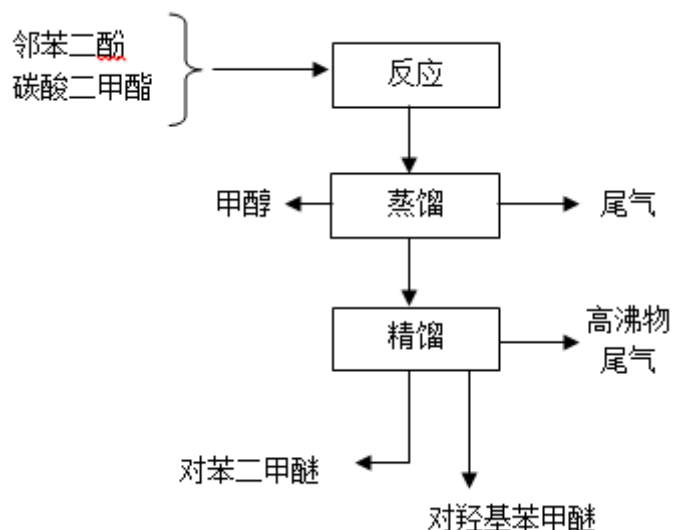 邻苯二酚
碳酸二甲酯
反应
甲醇
蒸馏
尾气
精馏
高沸物
尾气
对苯二甲醚
对羟基苯甲醚